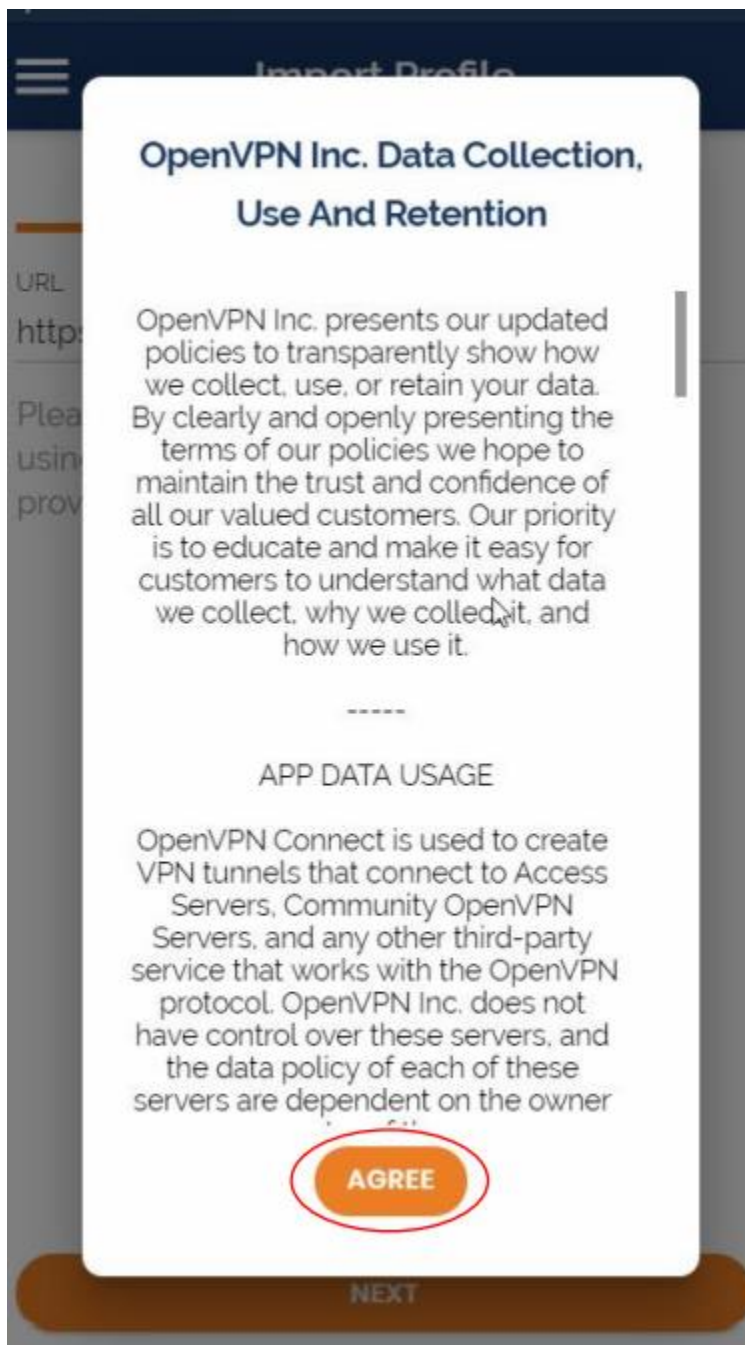 Import Profile
OpenVPN Inc. Data Collection,
Use And Retention
URL
http
OpenVPN Inc. presents our updated
policies to transparently show how
we collect, use, or retain your data.
By clearly and openly presenting the
terms of our policies we hope to
maintain the trust and confidence of
all our valued customers. Our priority
is to educate and make it easy for
customers to understand what data
we collect, why we collect it, and
how we use it.
-----
APP DATA USAGE
OpenVPN Connect is used to create
VPN tunnels that connect to Access
Servers, Community OpenVPN
Servers, and any other third-party
service that works with the OpenVPN
protocol. OpenVPN Inc. does not
have control over these servers, and
the data policy of each of these
servers are dependent on the owner
AGREE
NEXT